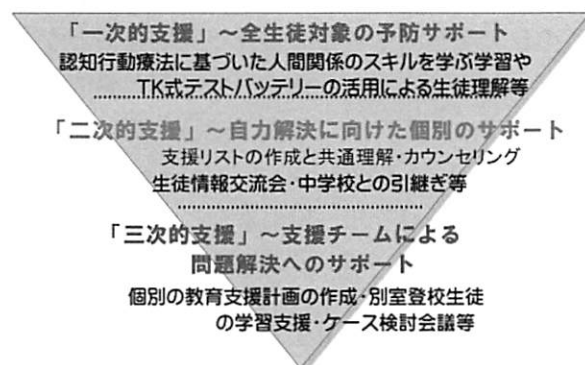 「一次的支援」～全生徒対象の予防サポート
認知行動療法に基づいた人間関係のスキルを学ぶ学習や
TK式テストバッテリーの活用による生徒理解等
「二次的支援」～自力解決に向けた個別のサポート
支援リストの作成と共通理解・カウンセリング
生徒情報交流会・中学校との引継ぎ等
「三次的支援」～支援チームによる
問題解決へのサポート
個別の教育支援計画の作成・別室登校生徒
の学習支援・ケース検討会議等